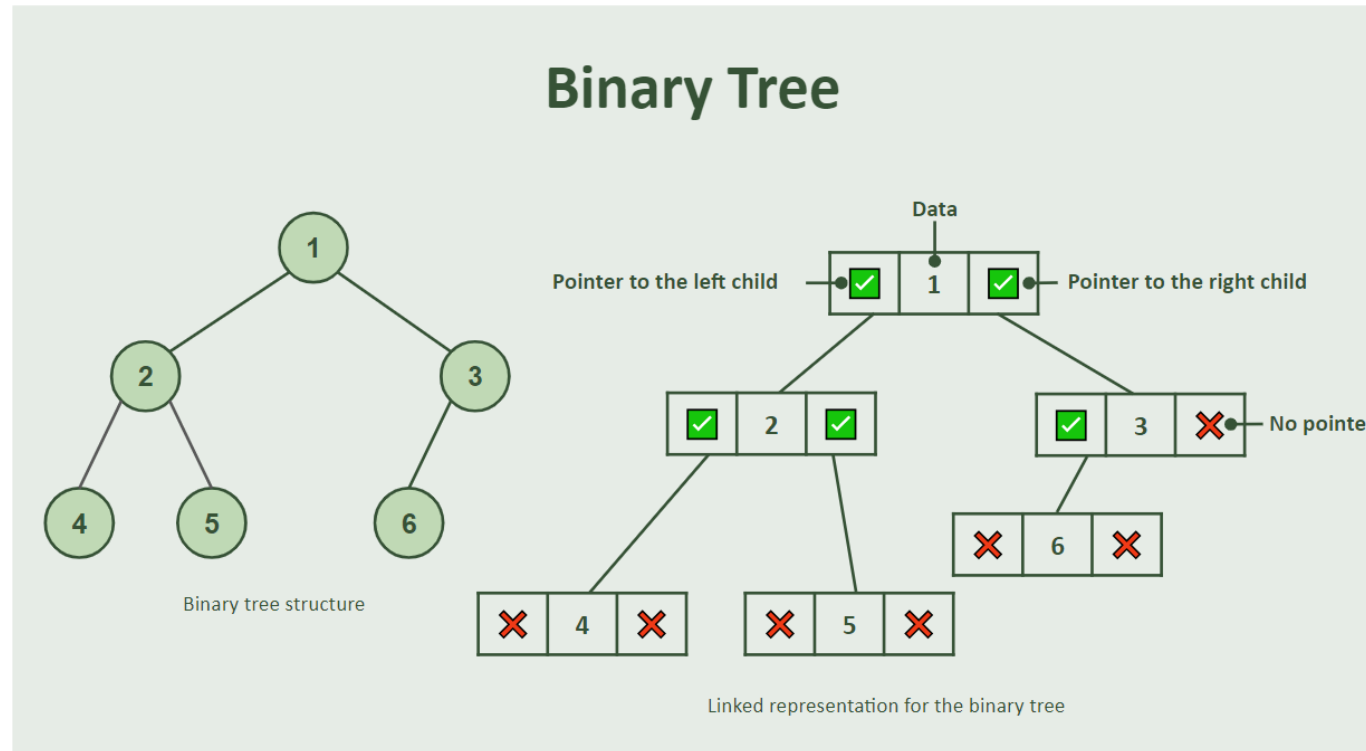 Binary Tree
1
2
3
4
5
6
Binary tree structure
Data
Pointer to the left child
1
Pointer to the right child
2
3
No pointe
6
4
5
Linked representation for the binary tree